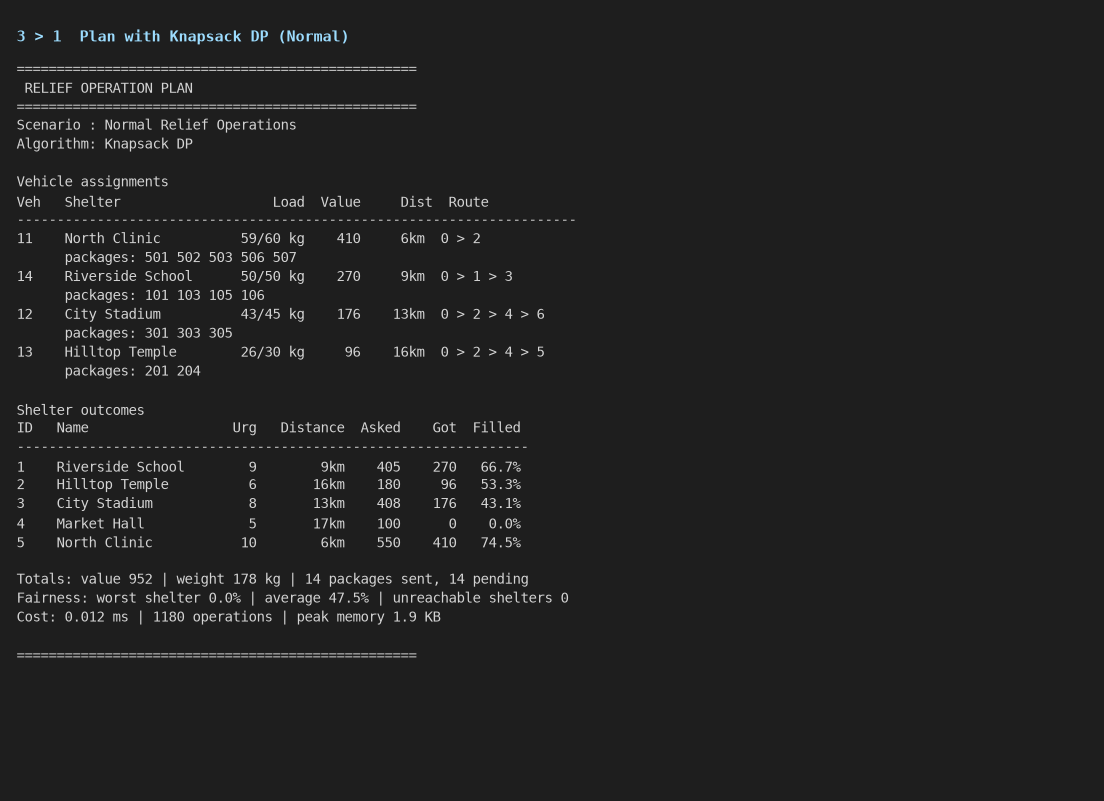 3 > 1  Plan with Knapsack DP (Normal)
==================================================
 RELIEF OPERATION PLAN
==================================================
Scenario : Normal Relief Operations
Algorithm: Knapsack DP
Vehicle assignments
Veh   Shelter                   Load  Value     Dist  Route
----------------------------------------------------------------------
11    North Clinic          59/60 kg    410      6km  0 > 2
      packages: 501 502 503 506 507
14    Riverside School      50/50 kg    270      9km  0 > 1 > 3
      packages: 101 103 105 106
12    City Stadium          43/45 kg    176     13km  0 > 2 > 4 > 6
      packages: 301 303 305
13    Hilltop Temple        26/30 kg     96     16km  0 > 2 > 4 > 5
      packages: 201 204
Shelter outcomes
ID   Name                  Urg   Distance  Asked    Got  Filled
----------------------------------------------------------------
1    Riverside School        9        9km    405    270   66.7%
2    Hilltop Temple          6       16km    180     96   53.3%
3    City Stadium            8       13km    408    176   43.1%
4    Market Hall             5       17km    100      0    0.0%
5    North Clinic           10        6km    550    410   74.5%
Totals: value 952 | weight 178 kg | 14 packages sent, 14 pending
Fairness: worst shelter 0.0% | average 47.5% | unreachable shelters 0
Cost: 0.012 ms | 1180 operations | peak memory 1.9 KB
==================================================